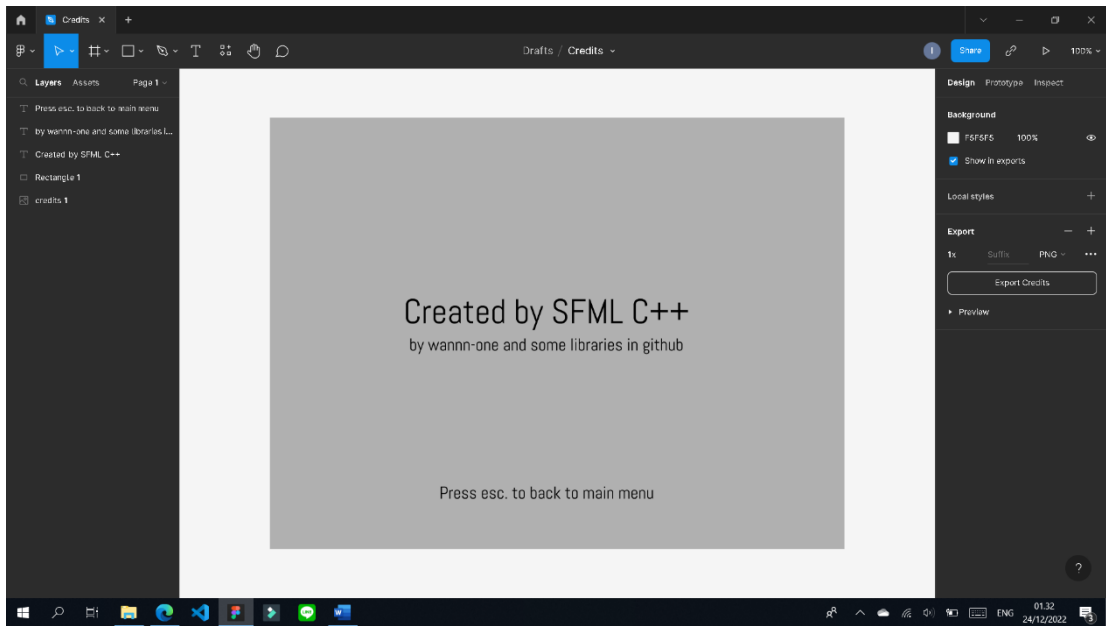 Credits
Drafts / Credits
I
Share
100%
Layers Assets Page 1
Press esc. to back to main menu
by wannn-one and some libraries i...
Created by SFML C++
Rectangle 1
credits 1
Created by SFML C++
by wannn-one and some libraries in github
Press esc. to back to main menu
Design Prototype Inspect
Background
F5F5F5 100%
Show in exports
Local styles
Export
1x Suffix PNG
Export Credits
Preview
?
ENG
01.32
24/12/2022
3